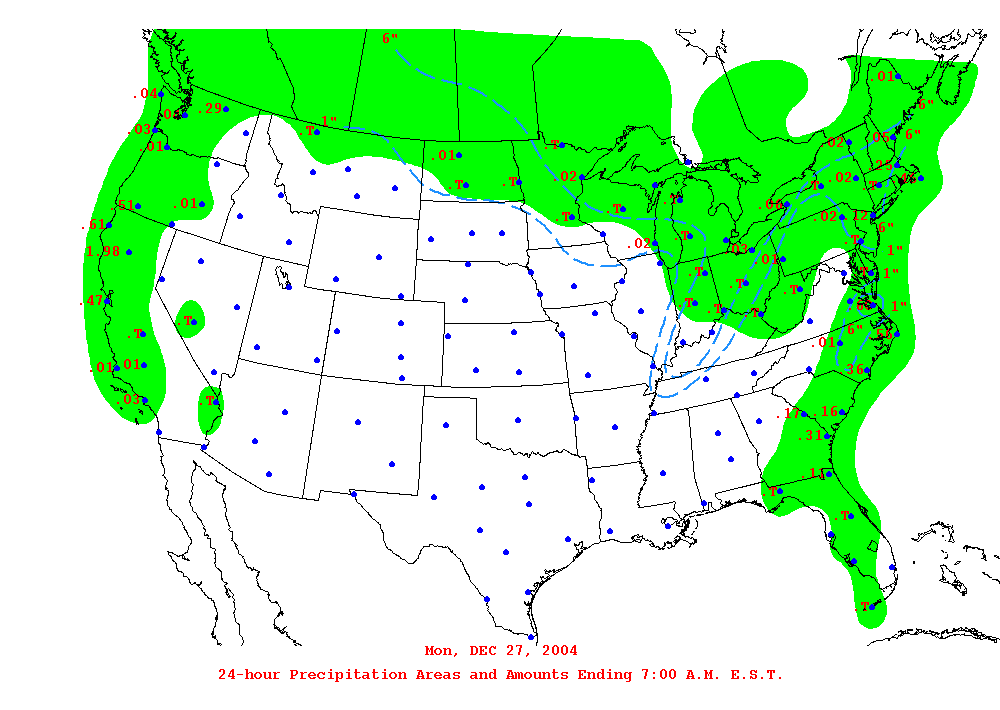 6"
.01
.04
.29
6"
1"
.03
.T
.05
6"
.01
.T
.02
.01
.25
.02
.T
.T
.02
.T
.T
.01
.T
.06
.51
.T
.T
.02
.12
.61
6"
.T
.02
.03
.T
1.98
1"
.01
.T
.T
1"
.T
.T
.47
.T
.T
.T
1"
.T
6"
.T
.01
.01
.01
.36
.T
.03
.17
.16
.31
.T
.T
.T
Mon, DEC 27, 2004
24-hour Precipitation Areas and Amounts Ending 7:00 A.M. E.S.T.